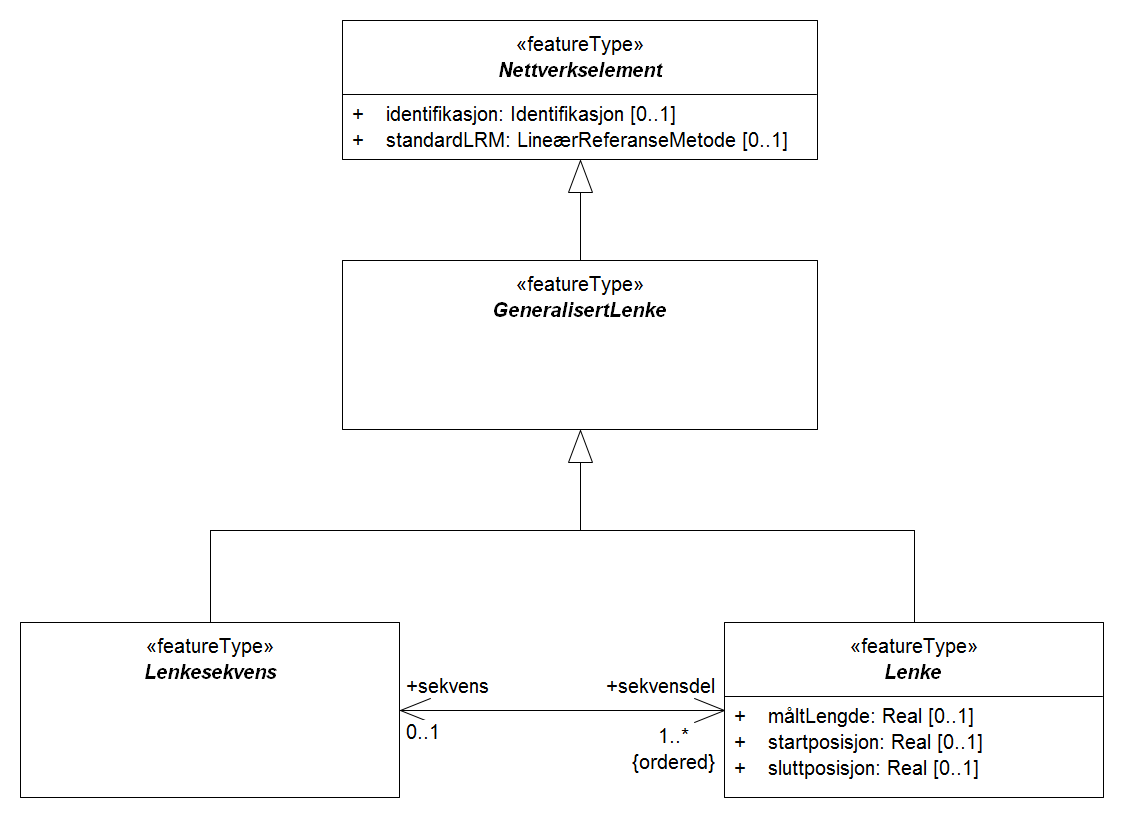 «featureType»
Nettverkselement
+ identifikasjon: Identifikasjon [0..1]
+ standardLRM: LineærReferanseMetode [0..1]
«featureType»
GeneralisertLenke
«featureType»
Lenkesekvens
«featureType»
Lenke
+ måltLengde: Real [0..1]
+ startposisjon: Real [0..1]
+ sluttposisjon: Real [0..1]
+sekvens
0..1
+sekvensdel
1..*
{ordered}